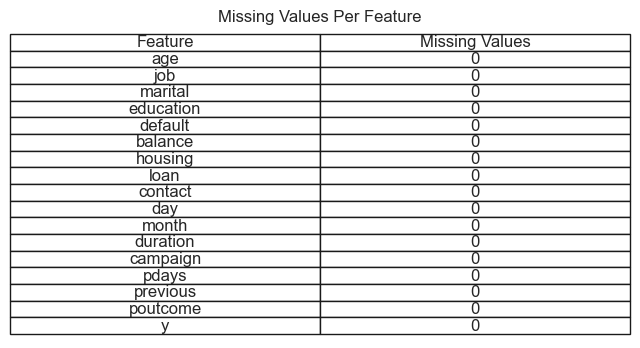 Missing Values Per Feature
Feature Missing Values
age 0
job 0
marital 0
education 0
default 0
balance 0
housing 0
loan 0
contact 0
day 0
month 0
duration 0
campaign 0
pdays 0
previous 0
poutcome 0
y 0